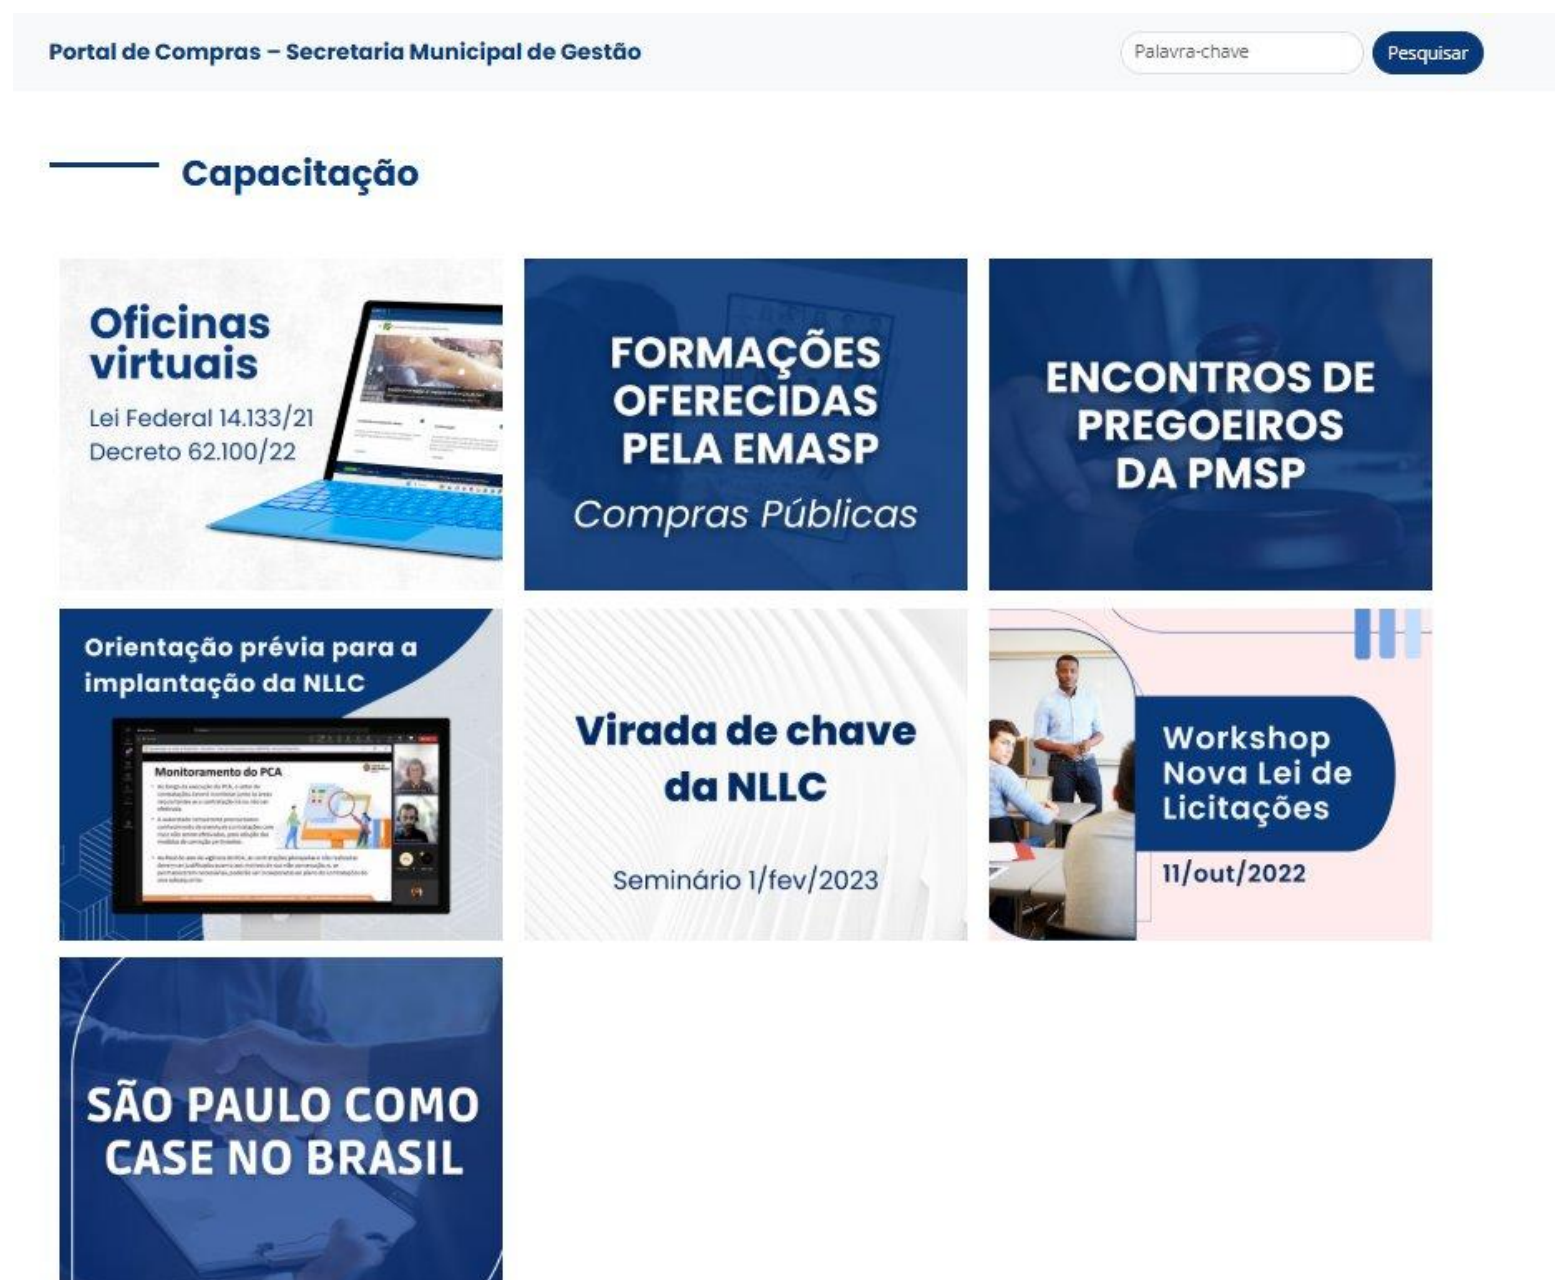 Portal de Compras – Secretaria Municipal de Gestão
Palavra-chave
Pesquisar
Capacitação
Oficinas
virtuais
Lei Federal 14.133/21
Decreto 62.100/22
FORMAÇÕES
OFERECIDAS
PELA EMASP
Compras Públicas
ENCONTROS DE
PREGOEIROS
DA PMSP
Orientação prévia para a
implantação da NLLC
Monitoramento do PCA
Virada de chave
da NLLC
Seminário 1/fev/2023
Workshop
Nova Lei de
Licitações
11/out/2022
SÃO PAULO COMO
CASE NO BRASIL